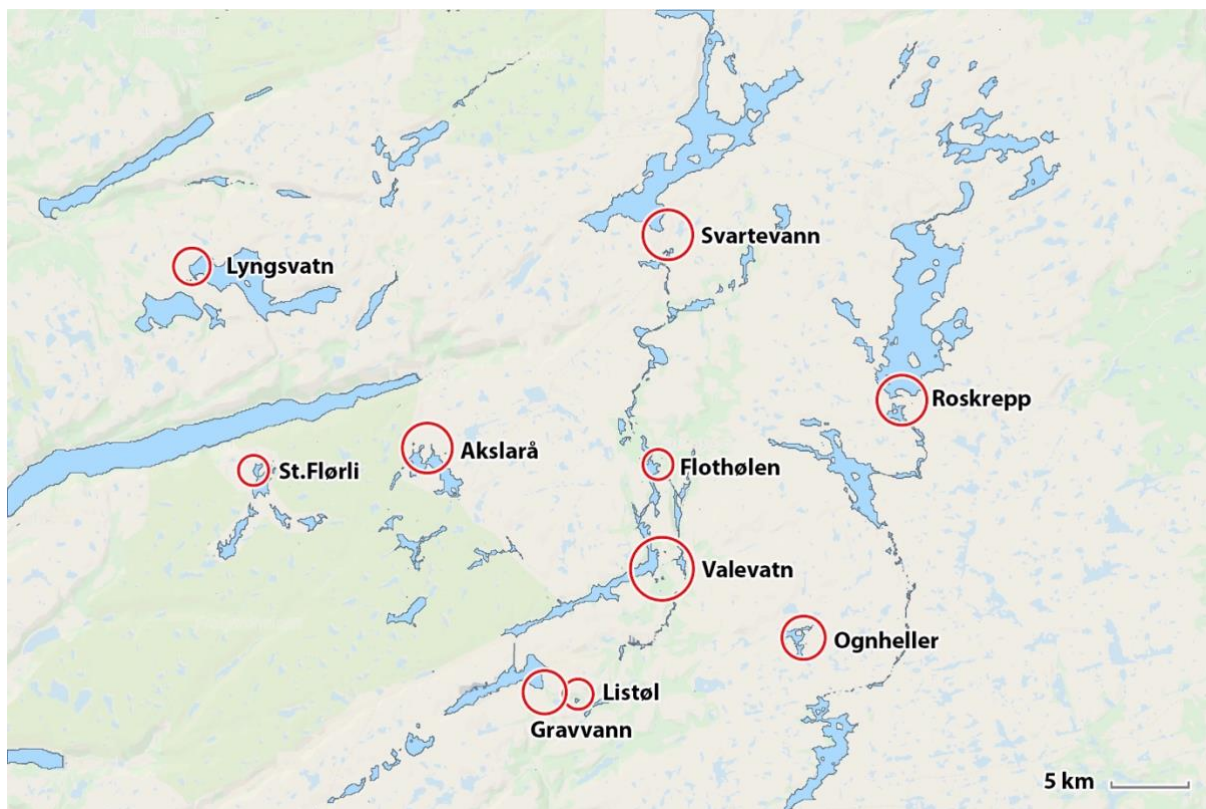 Svartevann
Lyngsvatn
Roskrepp
Akslarå
Flothølen
St.Flørli
Valevatn
Ognheller
Listøl
Gravvann
5 km